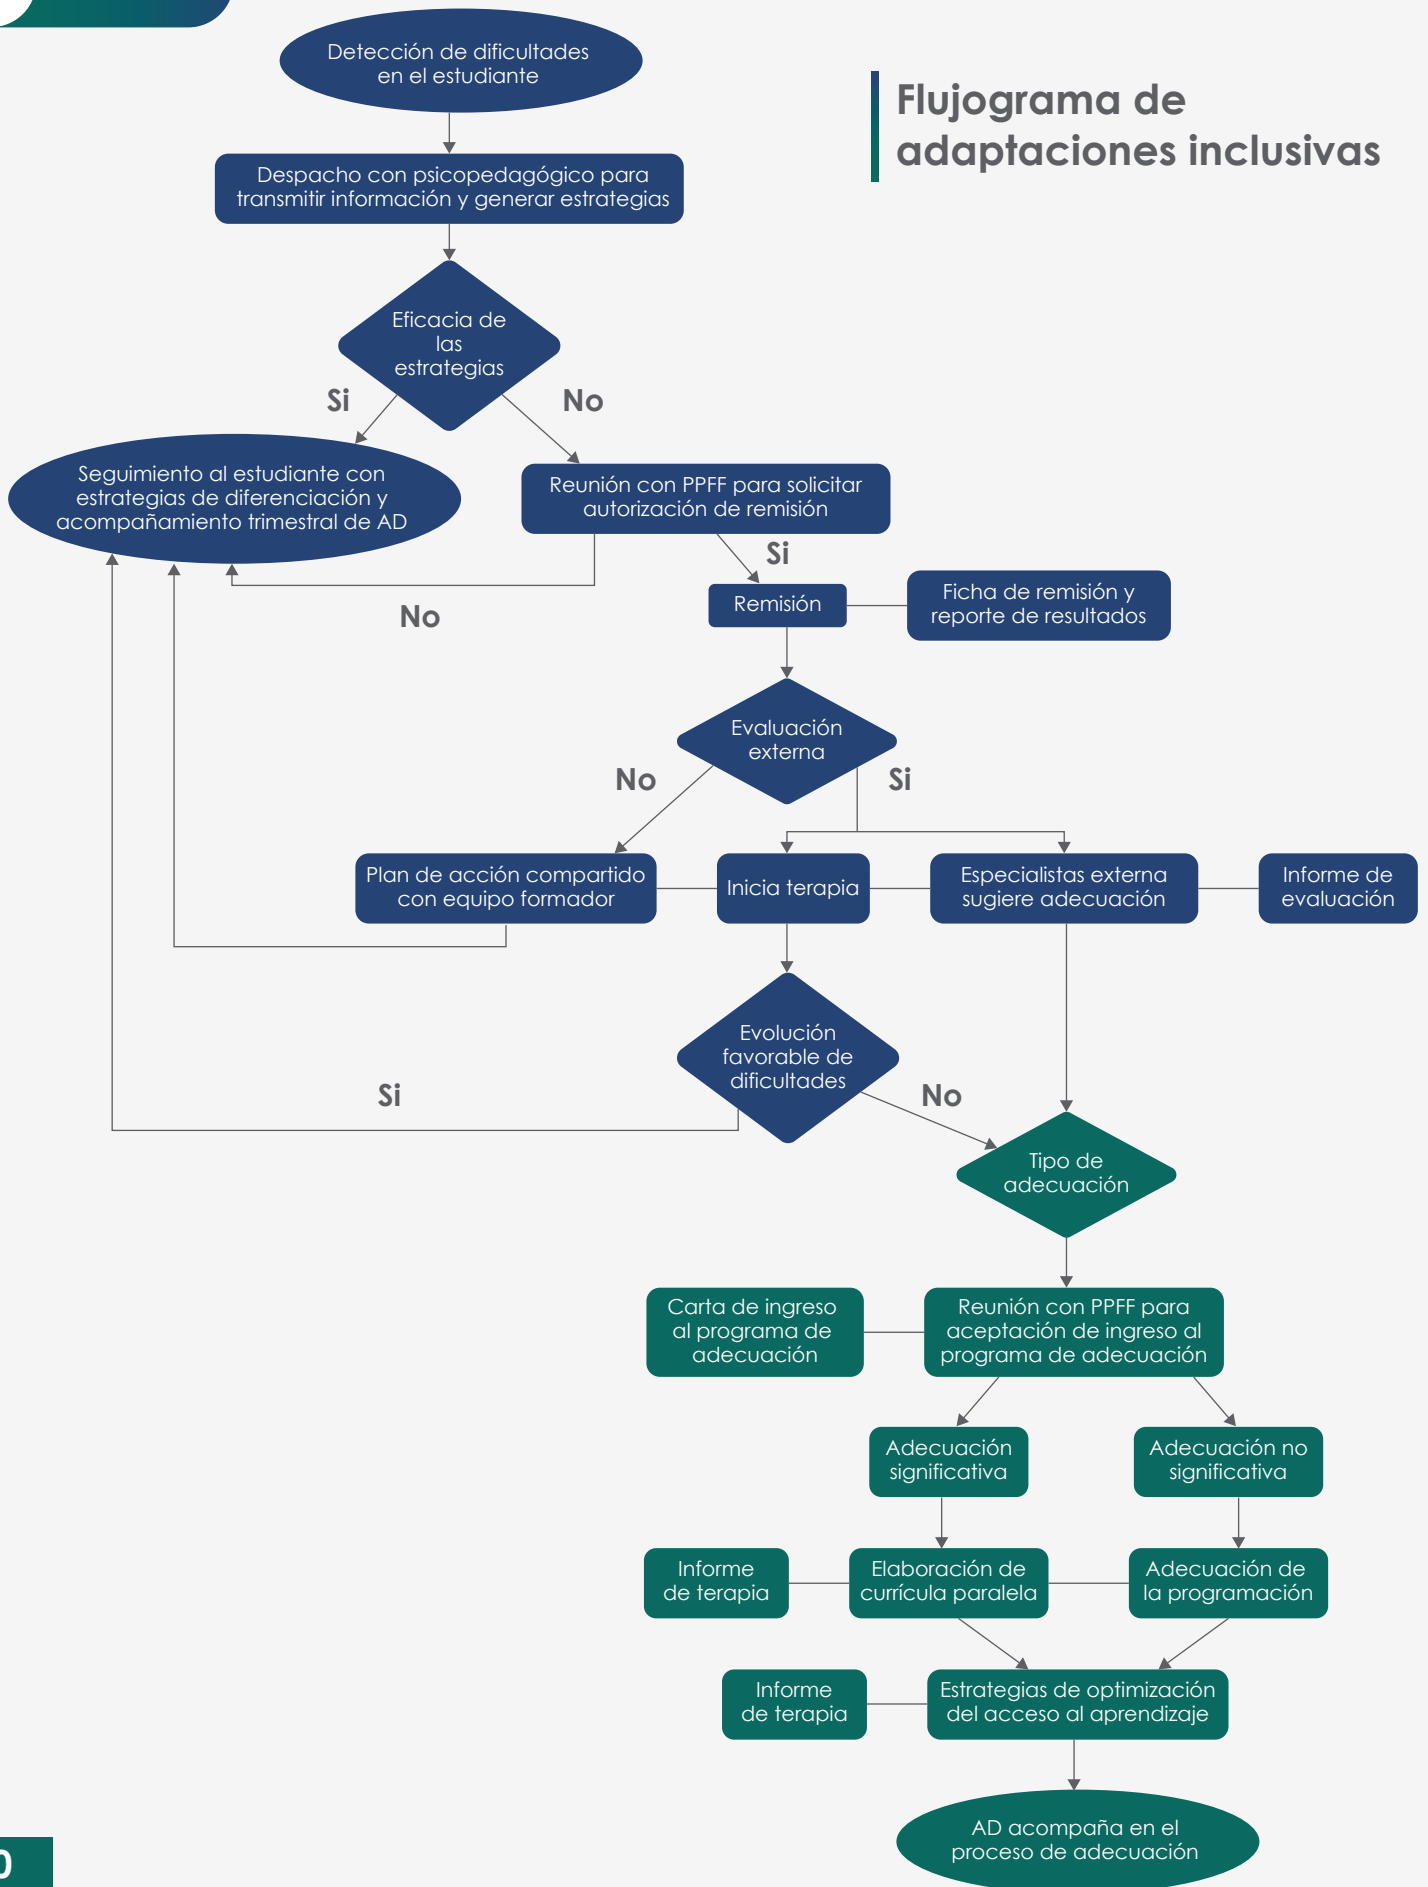 Detección de dificultades
en el estudiante
Flujograma de
adaptaciones inclusivas
Despacho con psicopedagógico para
transmitir información y generar estrategias
Eficacia de
las
estrategias
Si
No
Seguimiento al estudiante con
estrategias de diferenciación y
acompañamiento trimestral de AD
Reunión con PPFF para solicitar
autorización de remisión
Si
No
Remisión
Ficha de remisión y
reporte de resultados
Evaluación
externa
No
Si
Plan de acción compartido
con equipo formador
Inicia terapia
Especialistas externa
sugiere adecuación
Informe de
evaluación
Evolución
favorable de
dificultades
Si
No
Tipo de
adecuación
Carta de ingreso
al programa de
adecuación
Reunión con PPFF para
aceptación de ingreso al
programa de adecuación
Adecuación
significativa
Adecuación no
significativa
Informe
de terapia
Elaboración de
currícula paralela
Adecuación de
la programación
Informe
de terapia
Estrategias de optimización
del acceso al aprendizaje
AD acompaña en el
proceso de adecuación